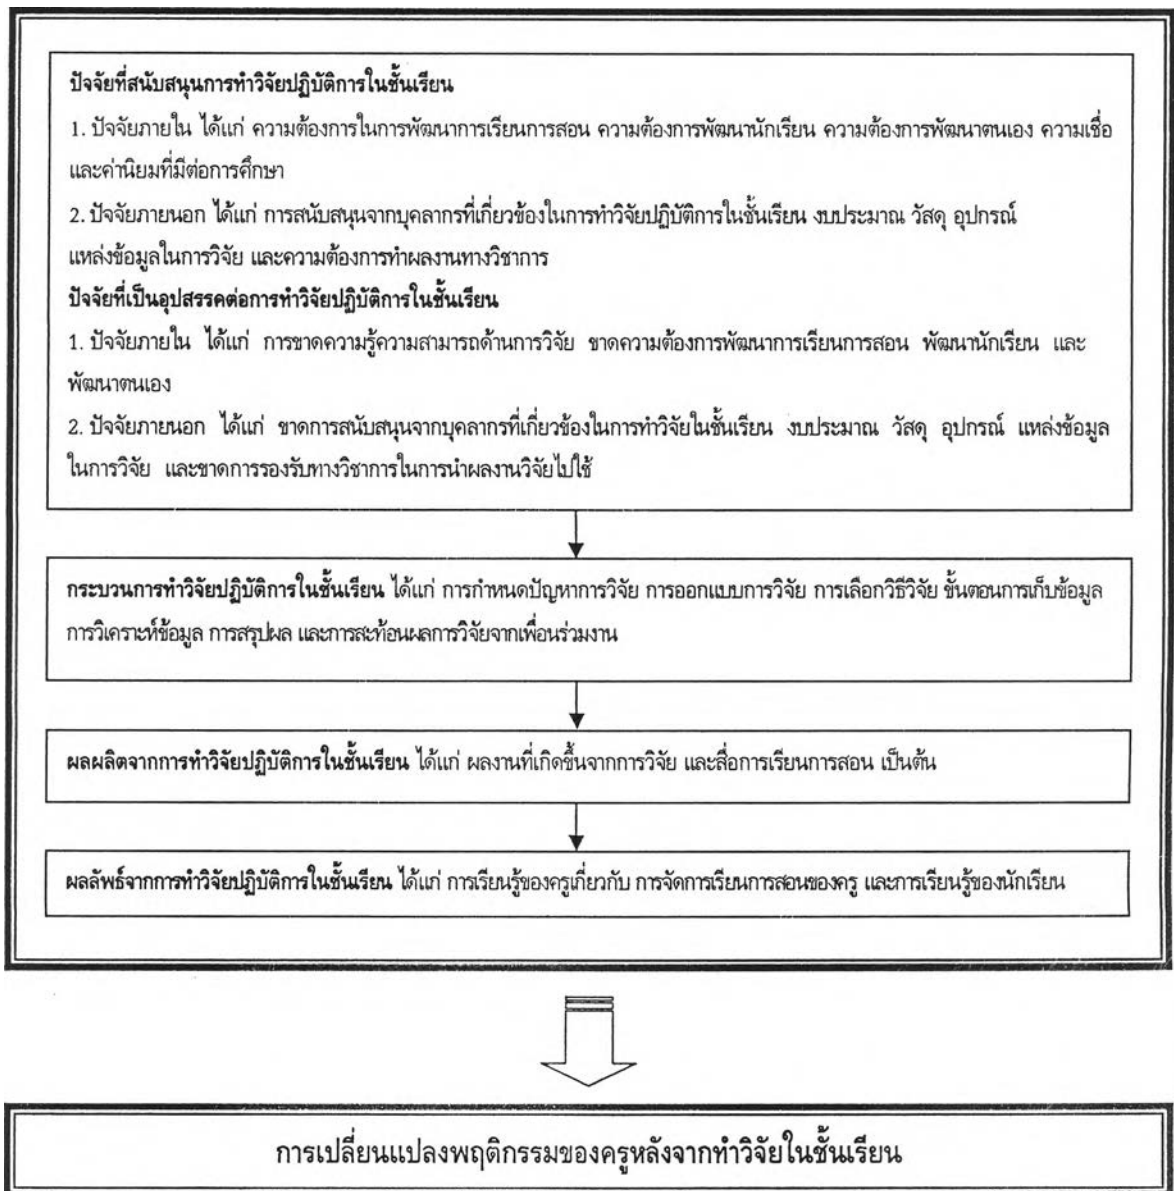 ปัจจัยที่สนับสนุนการทำวิจัยปฏิบัติการในชั้นเรียน
1. ปัจจัยภายใน ได้แก่ ความต้องการในการพัฒนาการเรียนการสอน ความต้องการพัฒนานักเรียน ความต้องการพัฒนาตนเอง ความเชื่อ
และค่านิยมที่มีต่อการศึกษา
2. ปัจจัยภายนอก ได้แก่ การสนับสนุนจากบุคลากรที่เกี่ยวข้องในการทำวิจัยปฏิบัติการในชั้นเรียน งบประมาณ วัสดุ อุปกรณ์
แหล่งข้อมูลในการวิจัย และความต้องการทำผลงานทางวิชาการ
ปัจจัยที่เป็นอุปสรรคต่อการทำวิจัยปฏิบัติการในชั้นเรียน
1. ปัจจัยภายใน ได้แก่ การขาดความรู้ความสามารถด้านการวิจัย ขาดความต้องการพัฒนาการเรียนการสอน พัฒนานักเรียน และ
พัฒนาตนเอง
2. ปัจจัยภายนอก ได้แก่ ขาดการสนับสนุนจากบุคลากรที่เกี่ยวข้องในการทำวิจัยในชั้นเรียน งบประมาณ วัสดุ อุปกรณ์ แหล่งข้อมูล
ในการวิจัย และขาดการรองรับทางวิชาการในการนำผลงานวิจัยไปใช้
กระบวนการทำวิจัยปฏิบัติการในชั้นเรียน ได้แก่ การกำหนดปัญหาการวิจัย การออกแบบการวิจัย การเลือกวิธีวิจัย ขั้นตอนการเก็บข้อมูล
การวิเคราะห์ข้อมูล การสรุปผล และการสะท้อนผลการวิจัยจากเพื่อนร่วมงาน
ผลผลิตจากการทำวิจัยปฏิบัติการในชั้นเรียน ได้แก่ ผลงานที่เกิดขึ้นจากการวิจัย และสื่อการเรียนการสอน เป็นต้น
ผลลัพธ์จากการทำวิจัยปฏิบัติการในชั้นเรียน ได้แก่ การเรียนรู้ของครูเกี่ยวกับ การจัดการเรียนการสอนของครู และการเรียนรู้ของนักเรียน
การเปลี่ยนแปลงพฤติกรรมของครูหลังจากทำวิจัยในชั้นเรียน